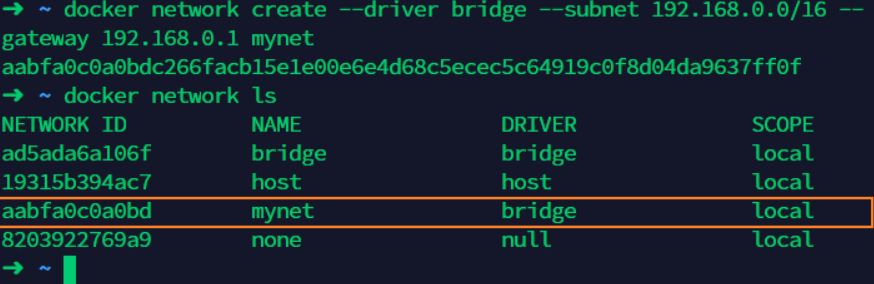 ➜ ~ docker network create --driver bridge --subnet 192.168.0.0/16 --
gateway 192.168.0.1 mynet
aabfa0c0a0bdc266facb15e1e00e6e4d68c5ecec5c64919c0f8d04da9637ff0f
➜ ~ docker network ls
NETWORK ID NAME DRIVER SCOPE
ad5ada6a106f bridge bridge local
19315b394ac7 host host local
aabfa0c0a0bd mynet bridge local
8203922769a9 none null local
➜ ~